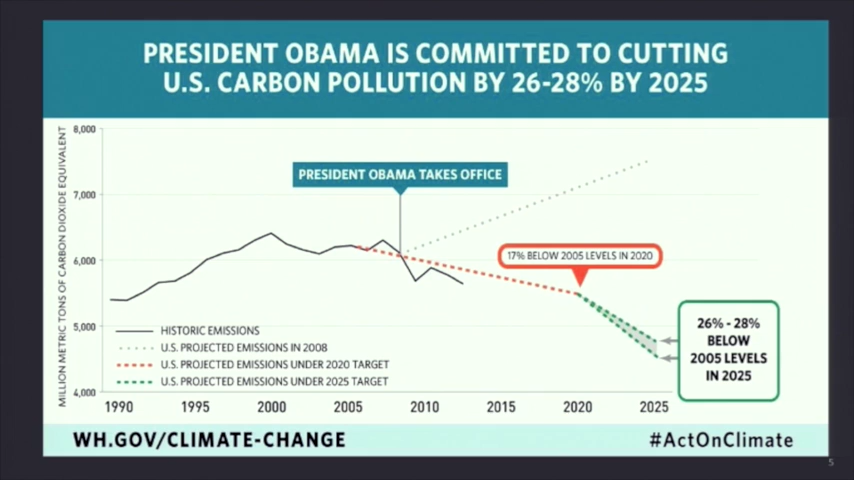 PRESIDENT OBAMA IS COMMITTED TO CUTTING
U.S. CARBON POLLUTION BY 26-28% BY 2025
MILLION METRIC TONS OF CARBON DIOXIDE EQUIVALENT
8,000
7,000
6,000
5,000
4,000
PRESIDENT OBAMA TAKES OFFICE
17% BELOW 2005 LEVELS IN 2020
26% - 28%
BELOW
2005 LEVELS
IN 2025
HISTORIC EMISSIONS
U.S. PROJECTED EMISSIONS IN 2008
U.S. PROJECTED EMISSIONS UNDER 2020 TARGET
U.S. PROJECTED EMISSIONS UNDER 2025 TARGET
1990 1995 2000 2005 2010 2015 2020 2025
WH.GOV/CLIMATE-CHANGE #ActOnClimate
5